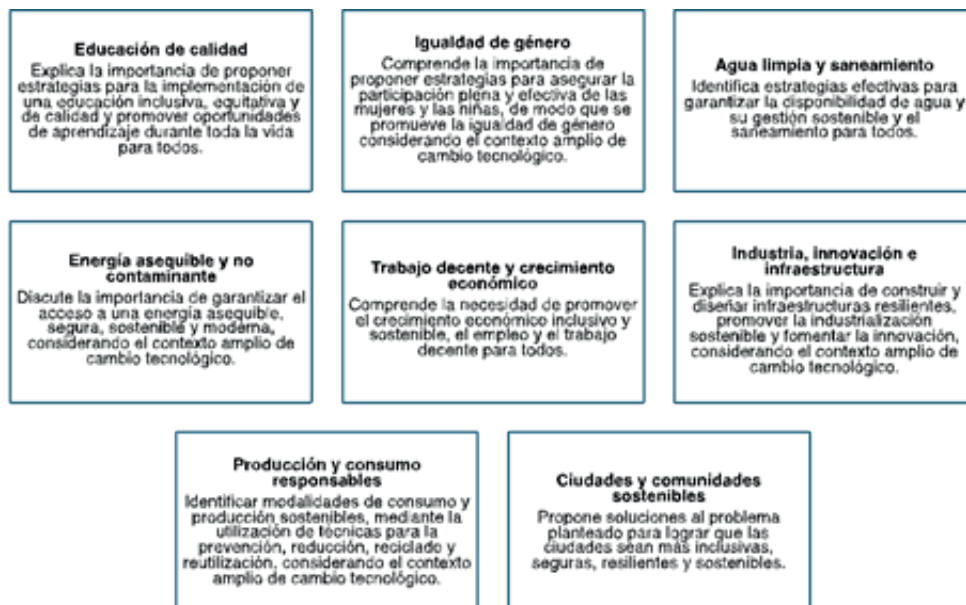 Educación de calidad
Explica la importancia de proponer
estrategias para la implementación de
una educación inclusiva, equitativa y
de calidad y promover oportunidades
de aprendizaje durante toda la vida
para todos.
Igualdad de género
Comprende la importancia de
proponer estrategias para asegurar la
participación plena y efectiva de las
mujeres y las niñas, de modo que se
promueve la igualdad de género
considerando el contexto amplio de
cambio tecnológico.
Agua limpia y saneamiento
Identifica estrategias efectivas para
garantizar la disponibilidad de agua y
su gestión sostenible y el
saneamiento para todos.
Energía asequible y no
contaminante
Discute la importancia de garantizar el
acceso a una energía asequible,
segura, sostenible y moderna,
considerando el contexto amplio de
cambio tecnológico.
Trabajo decente y crecimiento
económico
Comprende la necesidad de promover
el crecimiento económico inclusivo y
sostenible, el empleo y el trabajo
decente para todos.
Industria, innovación e
infraestructura
Explica la importancia de construir y
diseñar infraestructuras resilientes,
promover la industrialización
sostenible y fomentar la innovación,
considerando el contexto amplio de
cambio tecnológico.
Producción y consumo
responsables
Identificar modalidades de consumo y
producción sostenibles, mediante la
utilización de técnicas para la
prevención, reducción, reciclado y
reutilización, considerando el contexto
amplio de cambio tecnológico.
Ciudades y comunidades
sostenibles
Propone soluciones al problema
planteado para lograr que las
ciudades sean más inclusivas,
seguras, resilientes y sostenibles.